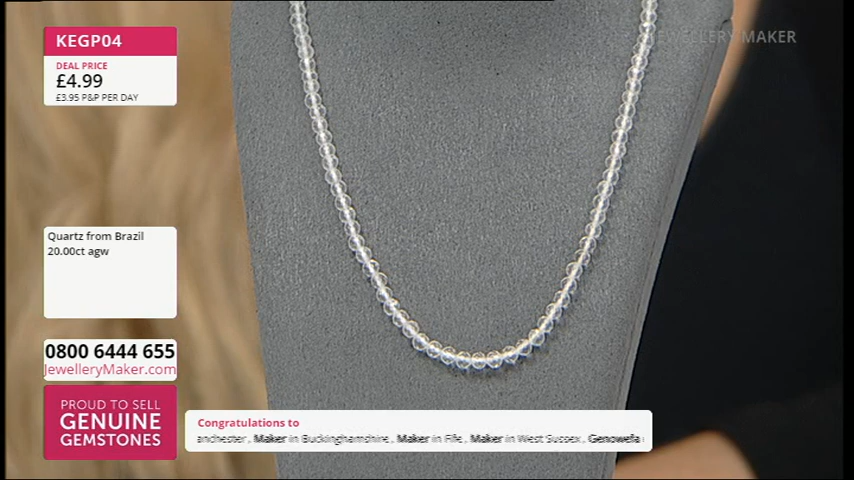 KEGP04
DEAL PRICE
£4.99
£3.95 P&P PER DAY
JEWELLERY MAKER
Quartz from Brazil
20.00ct agw
0800 6444 655
JewelleryMaker.com
PROUD TO SELL
GENUINE
GEMSTONES
Congratulations to
anchester, Maker in Buckinghamshire, Maker in Fife, Maker in West Sussex, Genowefa